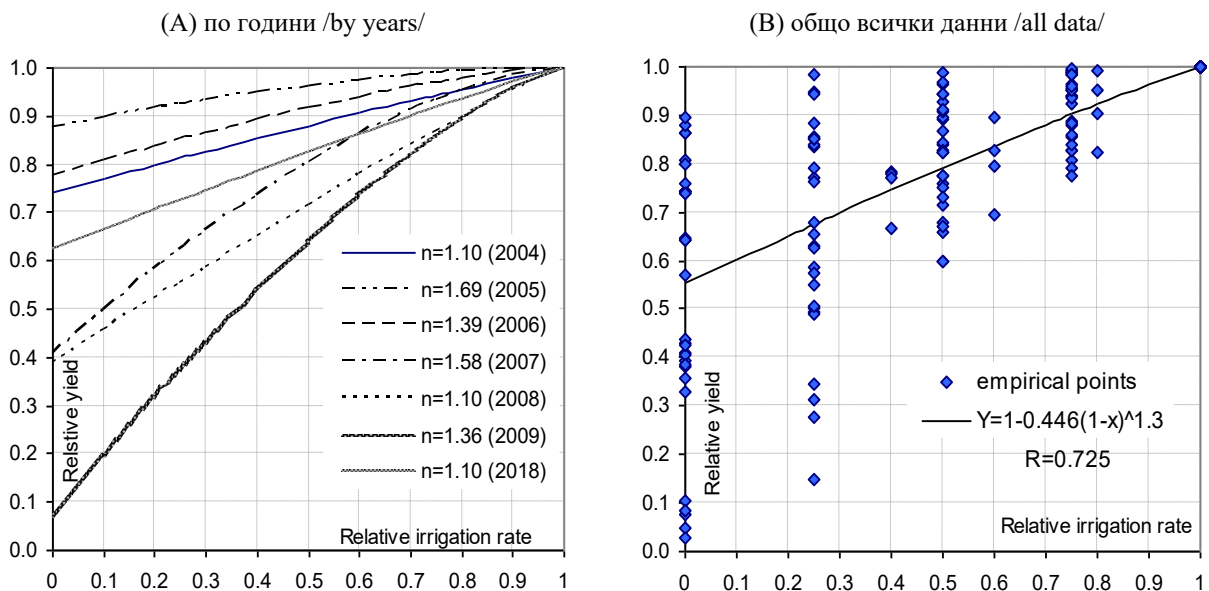 (A) по години /by years/
1.0
0.9
0.8
0.7
0.6
0.5
0.4
0.3
0.2
0.1
0.0
Relstive yield
n=1.10 (2004)
n=1.69 (2005)
n=1.39 (2006)
n=1.58 (2007)
n=1.10 (2008)
n=1.36 (2009)
n=1.10 (2018)
Relative irrigation rate
0 0.1 0.2 0.3 0.4 0.5 0.6 0.7 0.8 0.9 1
(B) общо всички данни /all data/
1.0
0.9
0.8
0.7
0.6
0.5
0.4
0.3
0.2
0.1
0.0
Relative yield
empirical points
Y=1-0.446(1-x)^1.3
R=0.725
Relative irrigation rate
0 0.1 0.2 0.3 0.4 0.5 0.6 0.7 0.8 0.9 1